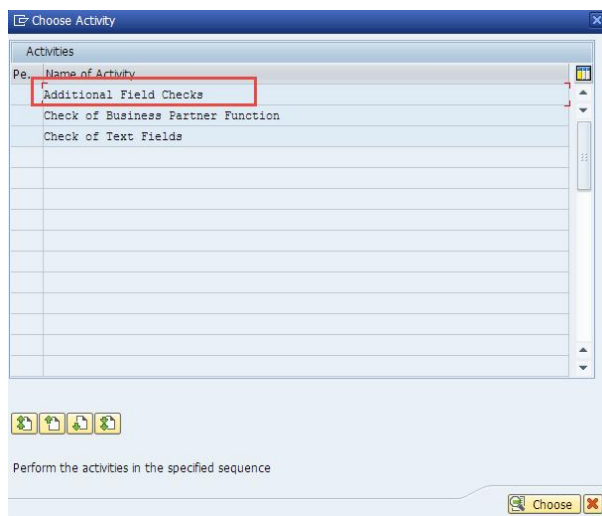 Choose Activity
Activities
Pe.. Name of Activity
Additional Field Checks
Check of Business Partner Function
Check of Text Fields
Perform the activities in the specified sequence
Choose